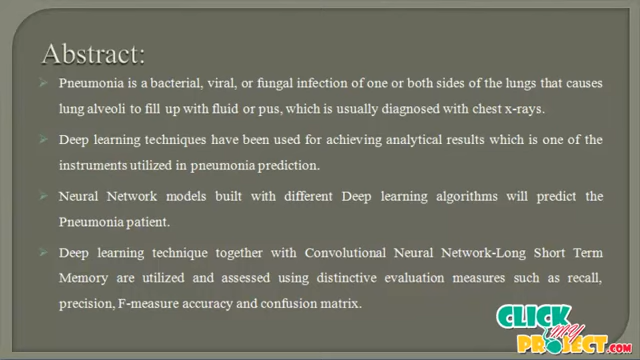 Abstract:
Pneumonia is a bacterial, viral, or fungal infection of one or both sides of the lungs that causes
lung alveoli to fill up with fluid or pus, which is usually diagnosed with chest x-rays.
Deep learning techniques have been used for achieving analytical results which is one of the
instruments utilized in pneumonia prediction.
Neural Network models built with different Deep learning algorithms will predict the
Pneumonia patient.
Deep learning technique together with Convolutional Neural Network-Long Short Term
Memory are utilized and assessed using distinctive evaluation measures such as recall,
precision, F-measure accuracy and confusion matrix.
CLICK
MY
PROJECT.COM